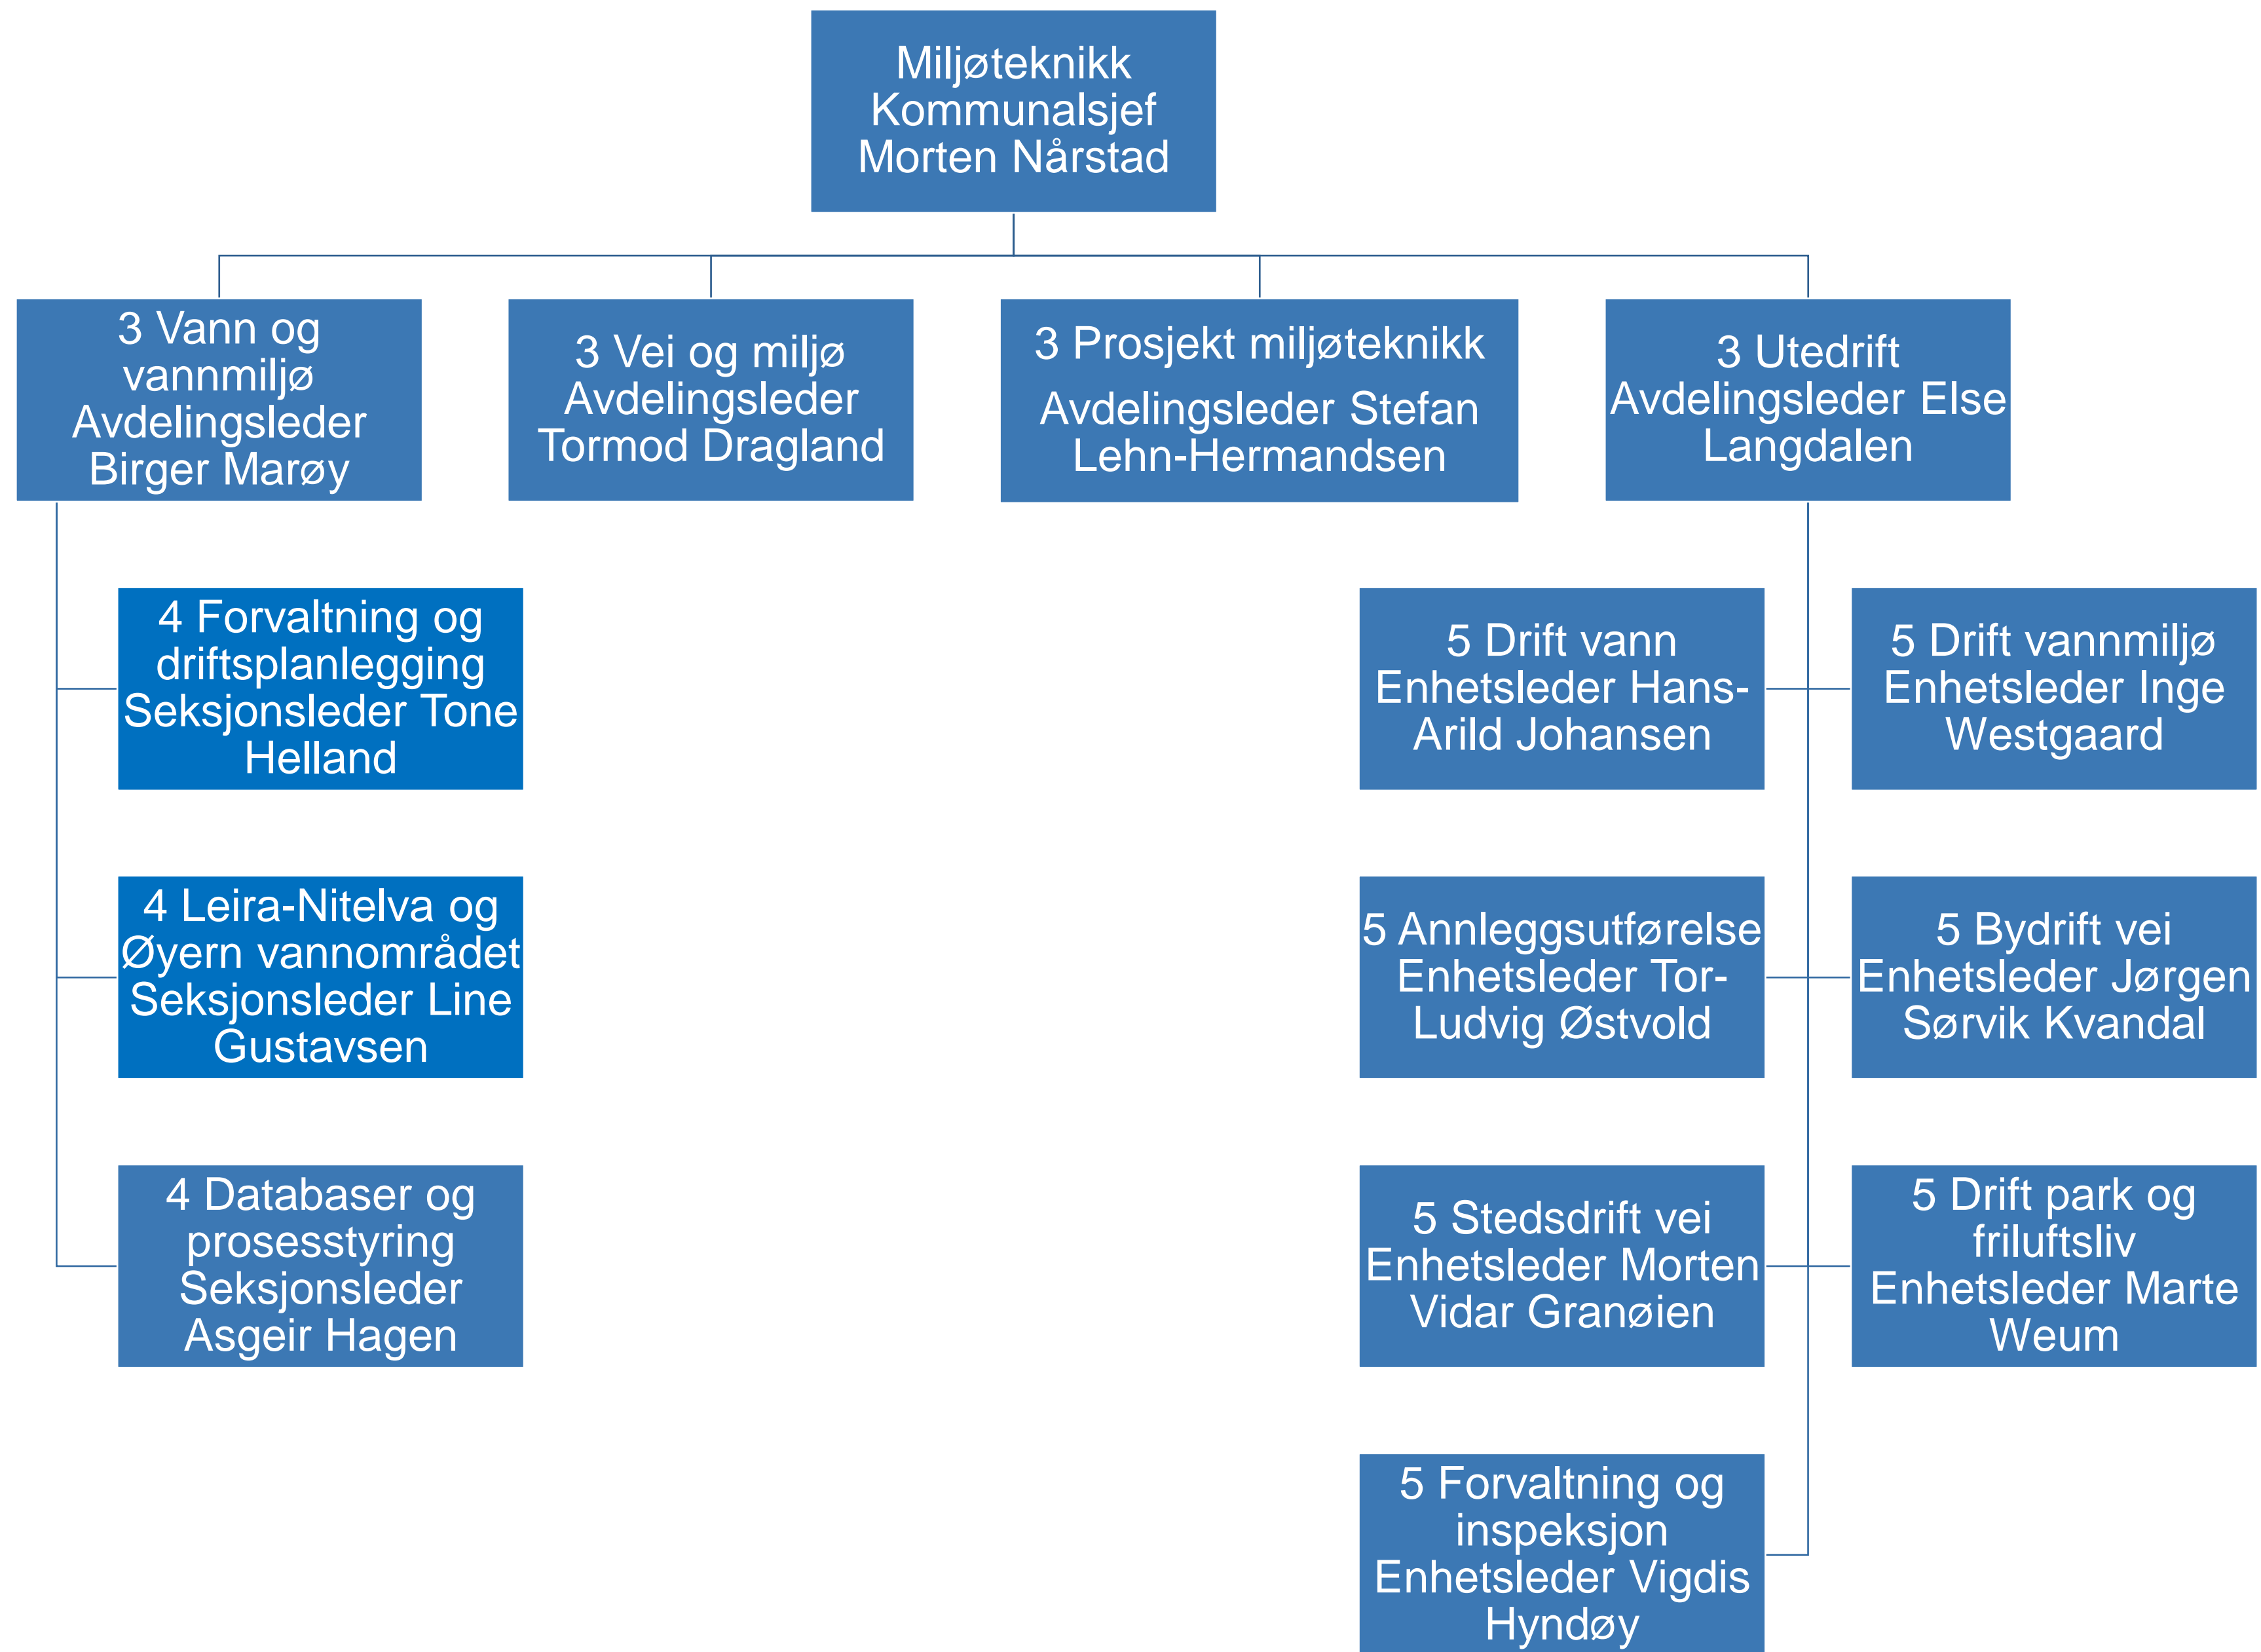 Miljøteknikk
Kommunalsjef
Morten Nårstad
3 Vann og
vannmiljø
Avdelingsleder
Birger Marøy
3 Vei og miljø
Avdelingsleder
Tormod Dragland
3 Prosjekt miljøteknikk
Avdelingsleder Stefan
Lehn-Hermandsen
3 Utedrift
Avdelingsleder Else
Langdalen
4 Forvaltning og
driftsplanlegging
Seksjonsleder Tone
Helland
5 Drift vann
Enhetsleder Hans-
Arild Johansen
5 Drift vannmiljø
Enhetsleder Inge
Westgaard
4 Leira-Nitelva og
Øyern vannområdet
Seksjonsleder Line
Gustavsen
5 Annleggsutførelse
Enhetsleder Tor-
Ludvig Østvold
5 Bydrift vei
Enhetsleder Jørgen
Sørvik Kvandal
4 Databaser og
prosesstyring
Seksjonsleder
Asgeir Hagen
5 Stedsdrift vei
Enhetsleder Morten
Vidar Granøien
5 Drift park og
friluftsliv
Enhetsleder Marte
Weum
5 Forvaltning og
inspeksjon
Enhetsleder Vigdis
Hyndøy